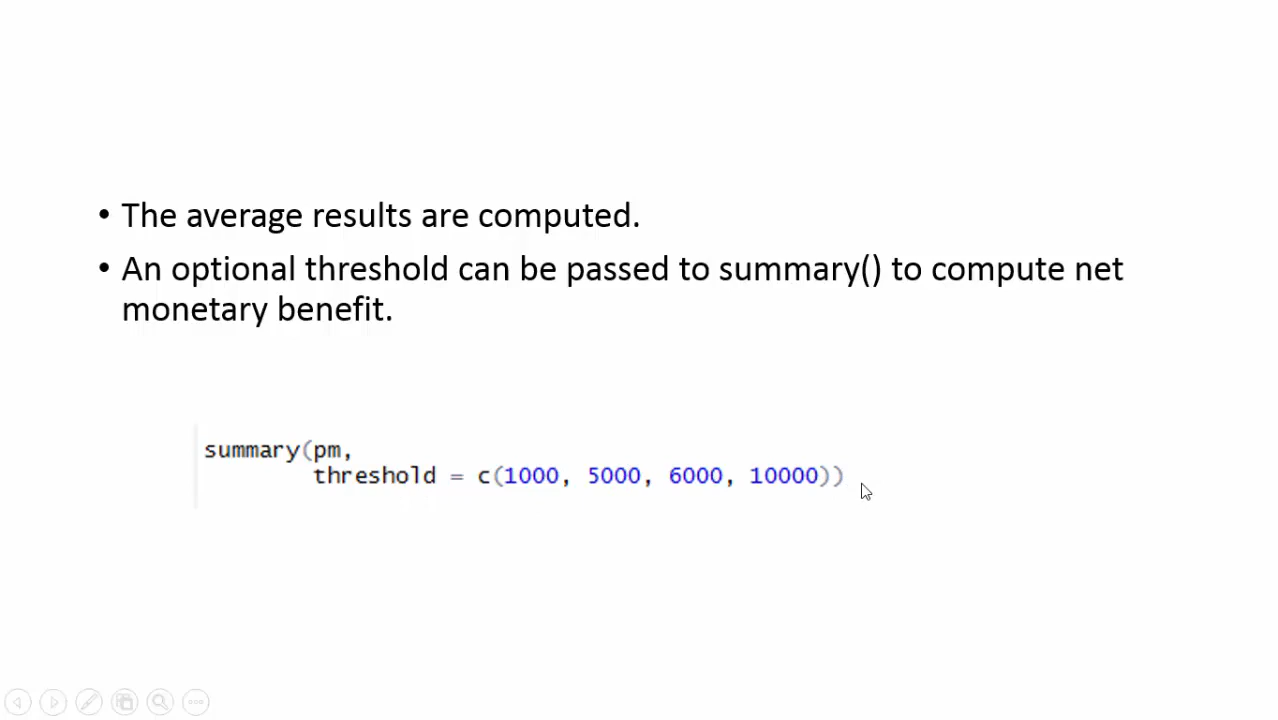 • The average results are computed.
• An optional threshold can be passed to summary() to compute net
monetary benefit.
summary(pm,
threshold = c(1000, 5000, 6000, 10000))